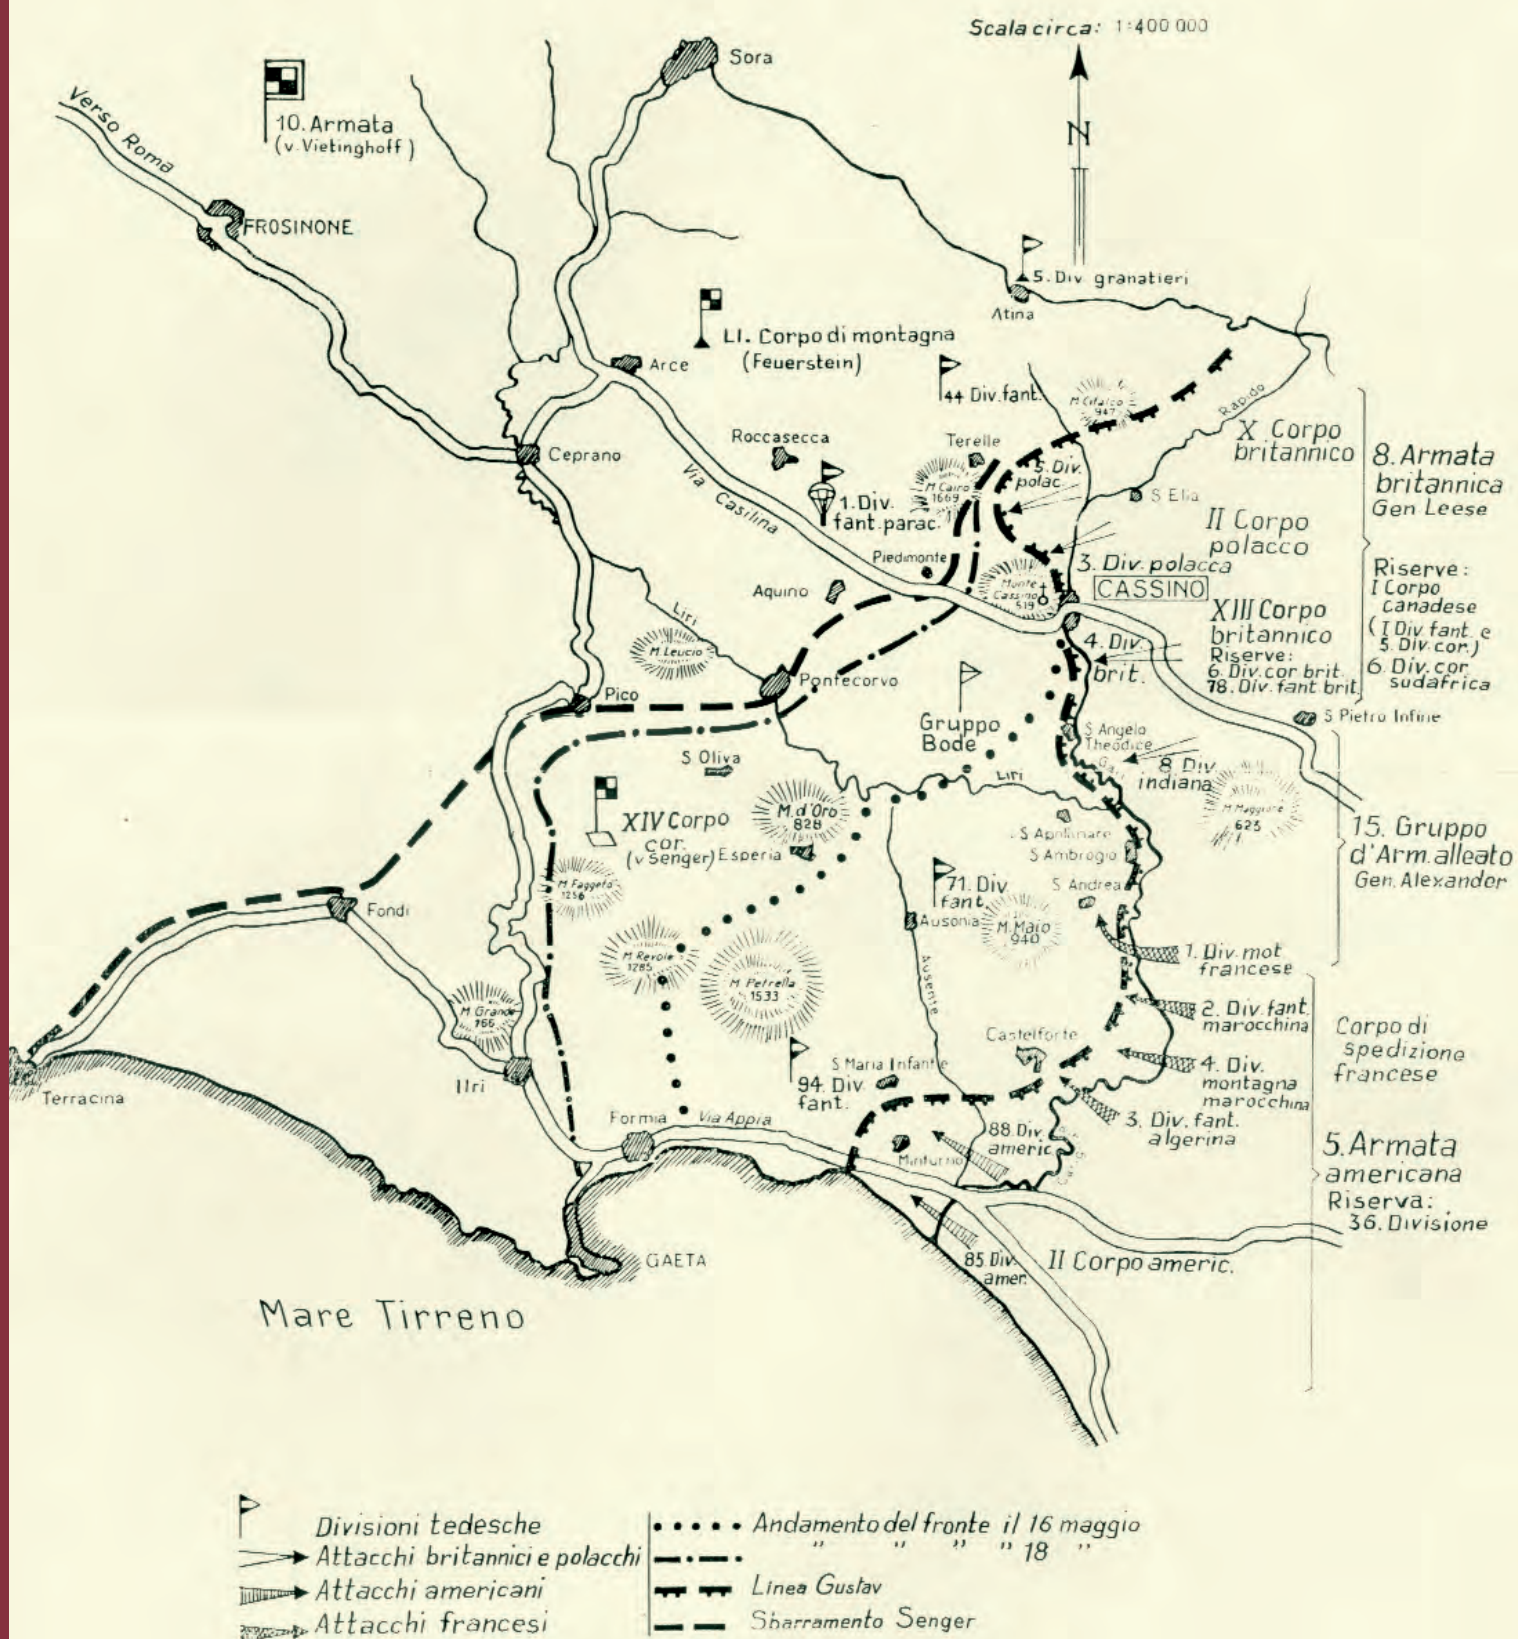 Scala circa: 1:400 000
N
Sora
Verso Roma
10. Armata
(v. Vietinghoff)
FROSINONE
5. Div. granatieri
Atina
LI. Corpo di montagna
(Feuerstein)
Arce
44 Div. fant.
M. Cifalco
947
Rapido
X Corpo
britannico
8. Armata
britannica
Gen Leese
Ceprano
Roccasecca
Terelle
Via Casilina
M. Cairo
1669
5. Div.
polac.
S Elia
1. Div.
fant. parac.
II Corpo
polacco
Piedimonte
3. Div. polacca
CASSINO
Monte
Cassino
519
Aquino
Liri
M. Leucio
XIII Corpo
britannico
Riserve:
6. Div. cor brit.
78. Div. fant brit.
Riserve:
I Corpo
canadese
(I Div. fant. e
5. Div. cor.)
6. Div. cor.
sudafrica
4. Div.
brit.
Pico
Pontecorvo
S Pietro Infine
Gruppo
Bode
S Angelo
Theodice
Gari
8. Div.
indiana
S Oliva
Liri
M. Maggiore
623
XIV Corpo
cor.
(v Senger)
M. d'Oro
828
Esperia
S Apollinare
S Ambrogio
15. Gruppo
d'Arm. alleato
Gen. Alexander
M. Faggeto
1256
71. Div
fant.
S Andrea
Fondi
Ausonia
M. Maio
940
M. Revole
1285
M. Petrella
1533
Ausente
1. Div. mot
francese
M. Grande
766
2. Div. fant.
marocchina
Corpo di
spedizione
francese
Castelforte
S Maria Infante
94. Div.
fant.
4. Div.
montagna
marocchina
Terracina
Itri
Formia
Via Appia
3. Div. fant.
algerina
88. Div.
americ.
Minturno
5. Armata
americana
Riserva:
36. Divisione
GAETA
85 Div.
amer.
II Corpo americ.
Mare Tirreno
Divisioni tedesche
Attacchi britannici e polacchi
Attacchi americani
Attacchi francesi
Andamento del fronte il 16 maggio
" " " " 18 "
Linea Gustav
Sbarramento Senger